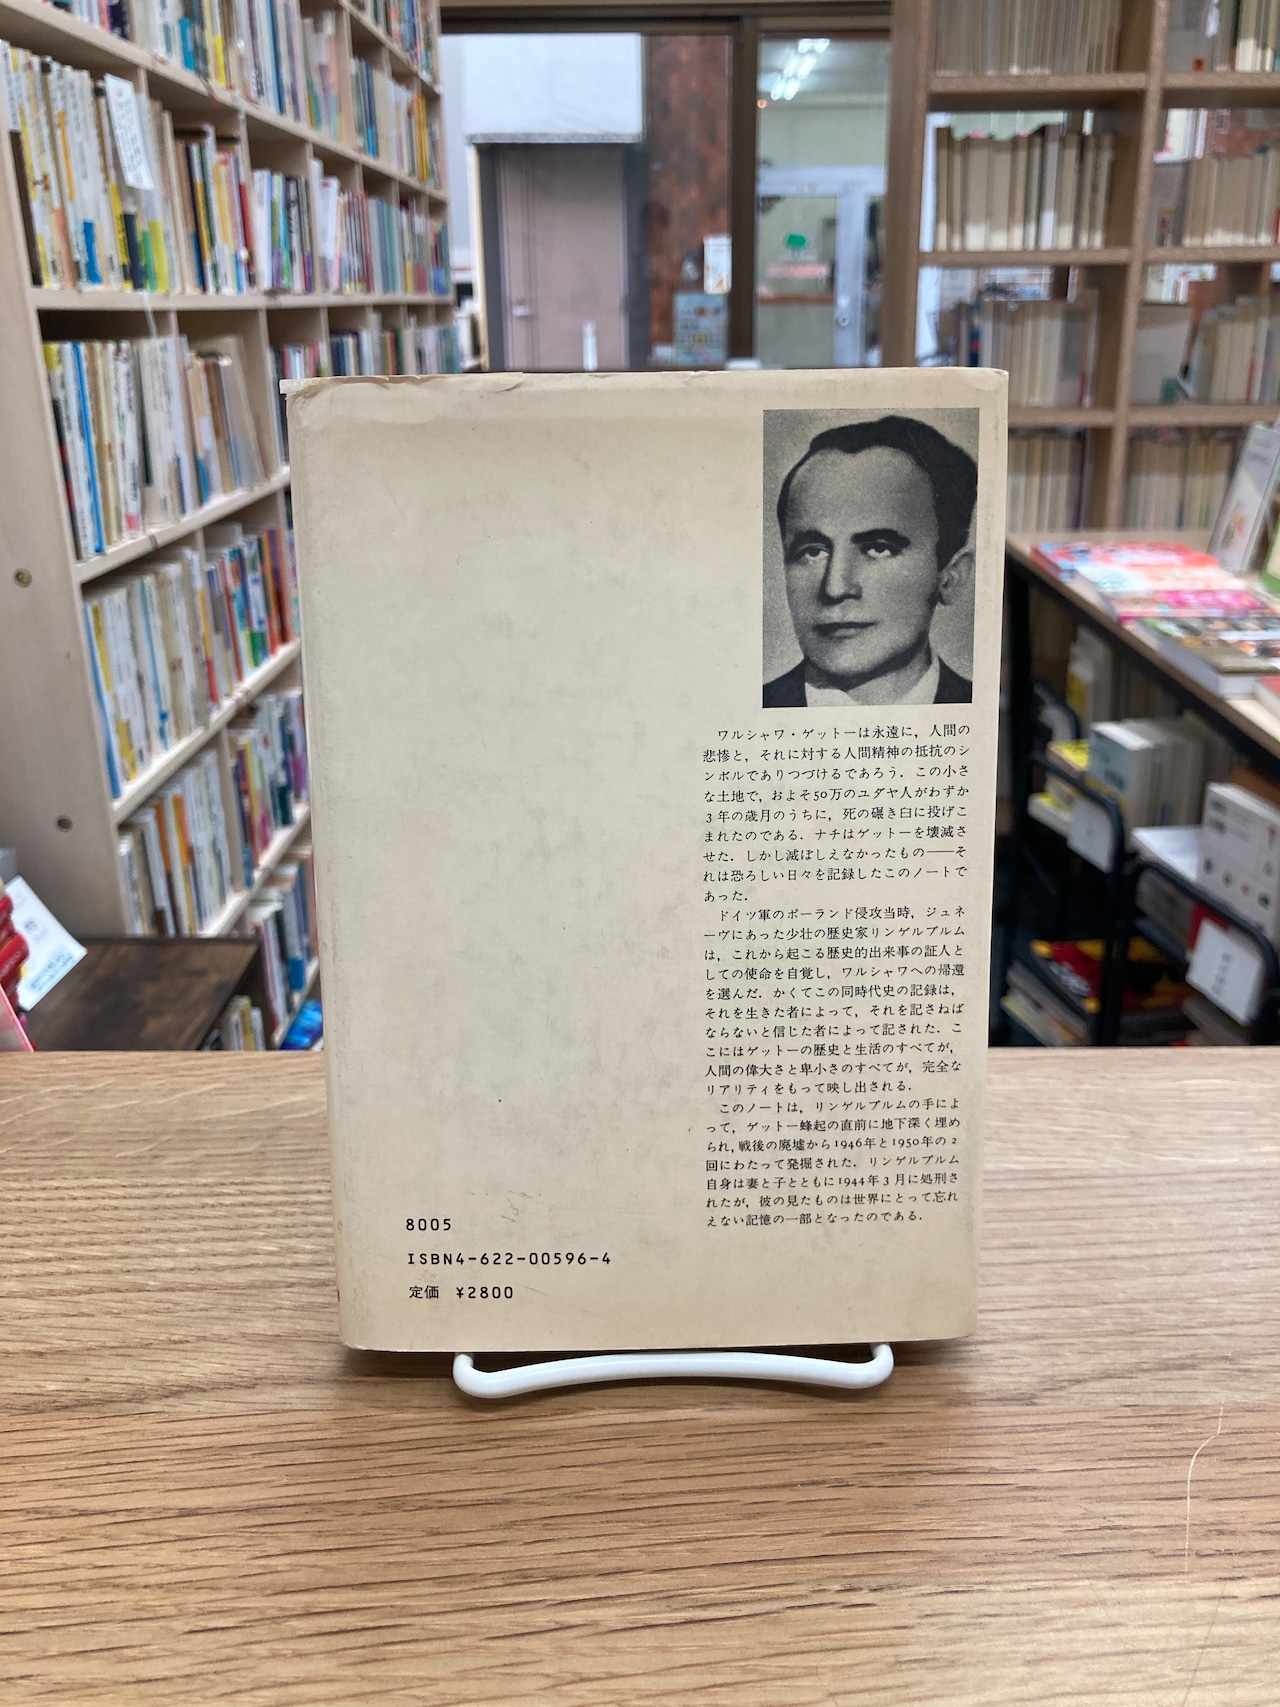 ワルシャワ・ゲットーは永遠に，人間の
悲惨と，それに対する人間精神の抵抗のシ
ンボルでありつづけるであろう．この小さ
な土地で，およそ50万のユダヤ人がわずか
3年の歳月のうちに，死の碾き臼に投げこ
まれたのである．ナチはゲットーを壊滅さ
せた．しかし滅ぼしえなかったもの——そ
れは恐ろしい日々を記録したこのノートで
あった．
ドイツ軍のポーランド侵攻当時，ジュネ
ーヴにあった少壮の歴史家リンゲルブルム
は，これから起こる歴史的出来事の証人と
しての使命を自覚し，ワルシャワへの帰還
を選んだ．かくてこの同時代史の記録は，
それを生きた者によって，それを記さねば
ならないと信じた者によって記された．こ
こにはゲットーの歴史と生活のすべてが，
人間の偉大さと卑小さのすべてが，完全な
リアリティをもって映し出される．
このノートは，リンゲルブルムの手によ
って，ゲットー蜂起の直前に地下深く埋め
られ，戦後の廃墟から1946年と1950年の2
回にわたって発掘された．リンゲルブルム
自身は妻と子とともに1944年3月に処刑さ
れたが，彼の見たものは世界にとって忘れ
えない記憶の一部となったのである．
8005
ISBN4-622-00596-4
定価 ¥2800